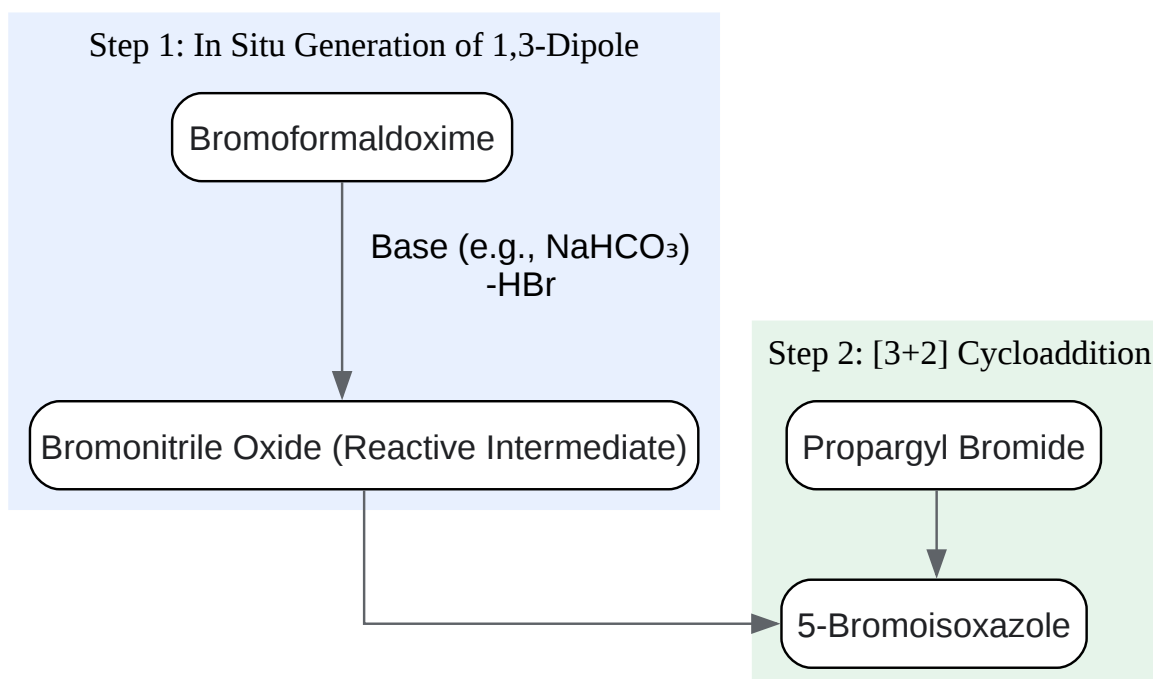 Step 1: In Situ Generation of 1,3-Dipole
Bromoformaldoxime
Base (e.g., NaHCO₃)
-HBr
Bromonitrile Oxide (Reactive Intermediate)
Step 2: [3+2] Cycloaddition
Propargyl Bromide
5-Bromoisoxazole